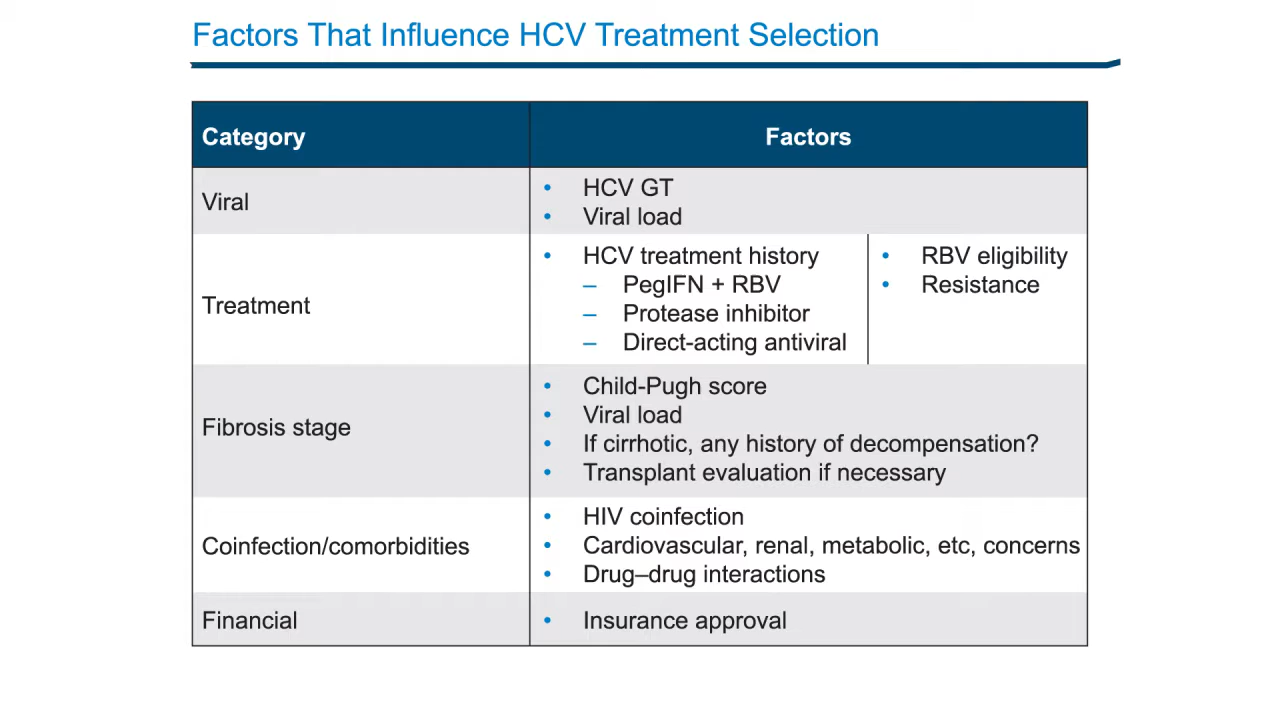 Factors That Influence HCV Treatment Selection
Category
Factors
Viral
• HCV GT
• Viral load
Treatment
• HCV treatment history
– PegIFN + RBV
– Protease inhibitor
– Direct-acting antiviral
• RBV eligibility
• Resistance
Fibrosis stage
• Child-Pugh score
• Viral load
• If cirrhotic, any history of decompensation?
• Transplant evaluation if necessary
Coinfection/comorbidities
• HIV coinfection
• Cardiovascular, renal, metabolic, etc, concerns
• Drug–drug interactions
Financial
• Insurance approval